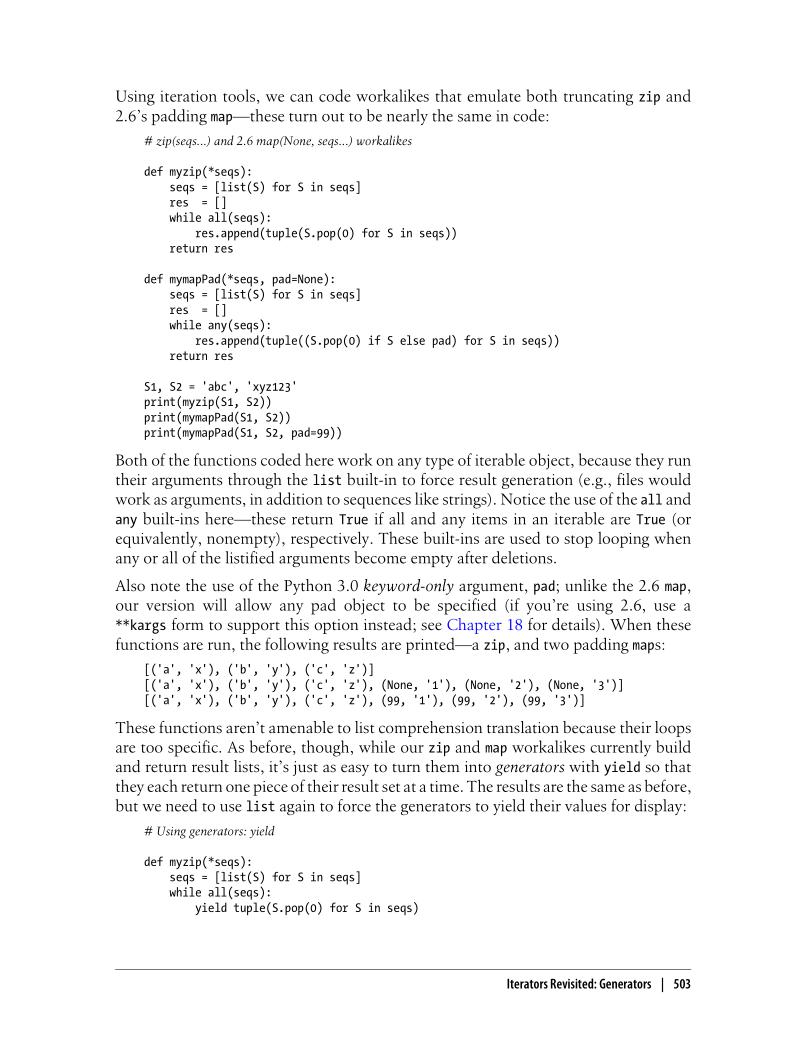 Using iteration tools, we can code workalikes that emulate both truncating zip and
2.6’s padding map—these turn out to be nearly the same in code:
# zip(seqs...) and 2.6 map(None, seqs...) workalikes
def myzip(*seqs):
    seqs = [list(S) for S in seqs]
    res  = []
    while all(seqs):
        res.append(tuple(S.pop(0) for S in seqs))
    return res
def mymapPad(*seqs, pad=None):
    seqs = [list(S) for S in seqs]
    res  = []
    while any(seqs):
        res.append(tuple((S.pop(0) if S else pad) for S in seqs))
    return res
S1, S2 = 'abc', 'xyz123'
print(myzip(S1, S2))
print(mymapPad(S1, S2))
print(mymapPad(S1, S2, pad=99))
Both of the functions coded here work on any type of iterable object, because they run
their arguments through the list built-in to force result generation (e.g., files would
work as arguments, in addition to sequences like strings). Notice the use of the all and
any built-ins here—these return True if all and any items in an iterable are True (or
equivalently, nonempty), respectively. These built-ins are used to stop looping when
any or all of the listified arguments become empty after deletions.
Also note the use of the Python 3.0 keyword-only argument, pad; unlike the 2.6 map,
our version will allow any pad object to be specified (if you’re using 2.6, use a
**kargs form to support this option instead; see Chapter 18 for details). When these
functions are run, the following results are printed—a zip, and two padding maps:
[('a', 'x'), ('b', 'y'), ('c', 'z')]
[('a', 'x'), ('b', 'y'), ('c', 'z'), (None, '1'), (None, '2'), (None, '3')]
[('a', 'x'), ('b', 'y'), ('c', 'z'), (99, '1'), (99, '2'), (99, '3')]
These functions aren’t amenable to list comprehension translation because their loops
are too specific. As before, though, while our zip and map workalikes currently build
and return result lists, it’s just as easy to turn them into generators with yield so that
they each return one piece of their result set at a time. The results are the same as before,
but we need to use list again to force the generators to yield their values for display:
# Using generators: yield
def myzip(*seqs):
    seqs = [list(S) for S in seqs]
    while all(seqs):
        yield tuple(S.pop(0) for S in seqs)
Iterators Revisited: Generators | 503